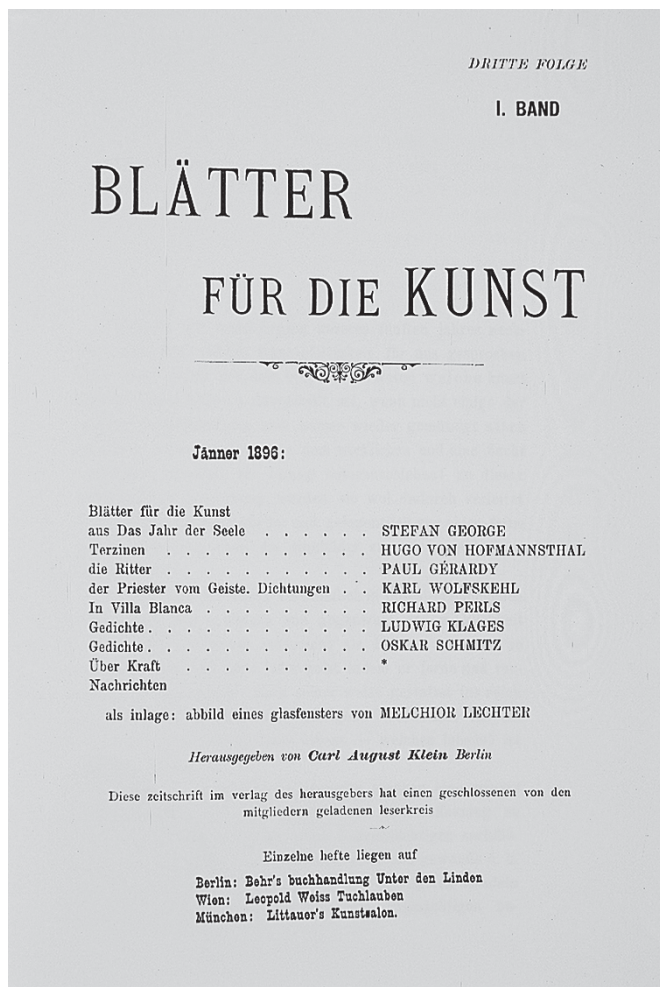 DRITTE FOLGE
I. BAND
BLÄTTER
FÜR DIE KUNST
Jänner 1896:
Blätter für die Kunst
aus Das Jahr der Seele . . . . . . STEFAN GEORGE
Terzinen . . . . . . . . . . . HUGO VON HOFMANNSTHAL
die Ritter . . . . . . . . . . . PAUL GÉRARDY
der Priester vom Geiste. Dichtungen . . KARL WOLFSKEHL
In Villa Blanca . . . . . . . . . RICHARD PERLS
Gedichte . . . . . . . . . . . . LUDWIG KLAGES
Gedichte . . . . . . . . . . . . OSKAR SCHMITZ
Über Kraft . . . . . . . . . . *
Nachrichten
als inlage: abbild eines glasfensters von MELCHIOR LECHTER
Herausgegeben von Carl August Klein Berlin
Diese zeitschrift im verlag des herausgebers hat einen geschlossenen von den
mitgliedern geladenen leserkreis
Einzelne hefte liegen auf
Berlin: Behr's buchhandlung Unter den Linden
Wien: Leopold Weiss Tuchlauben
München: Littauer's Kunstsalon.